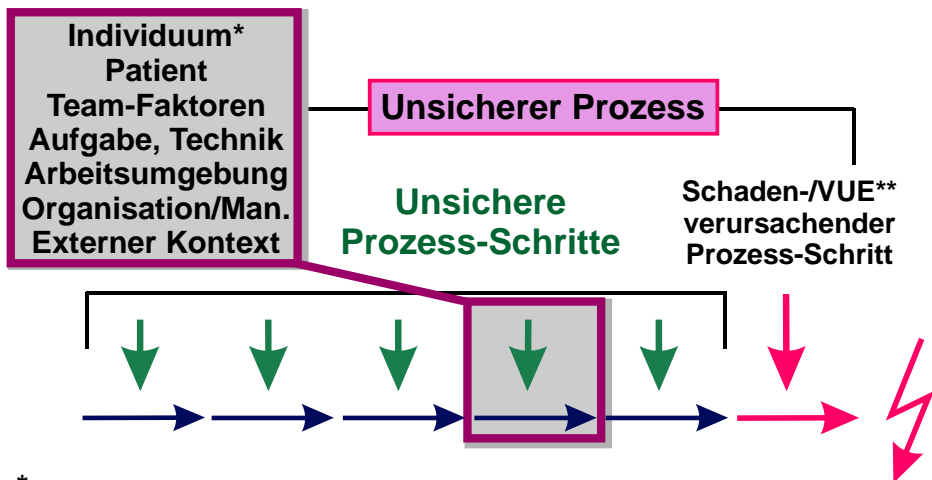 Individuum*
Patient
Team-Faktoren
Aufgabe, Technik
Arbeitsumgebung
Organisation/Man.
Externer Kontext
Unsicherer Prozess
Unsichere
Prozess-Schritte
Schaden-/VUE**
verursachender
Prozess-Schritt
*